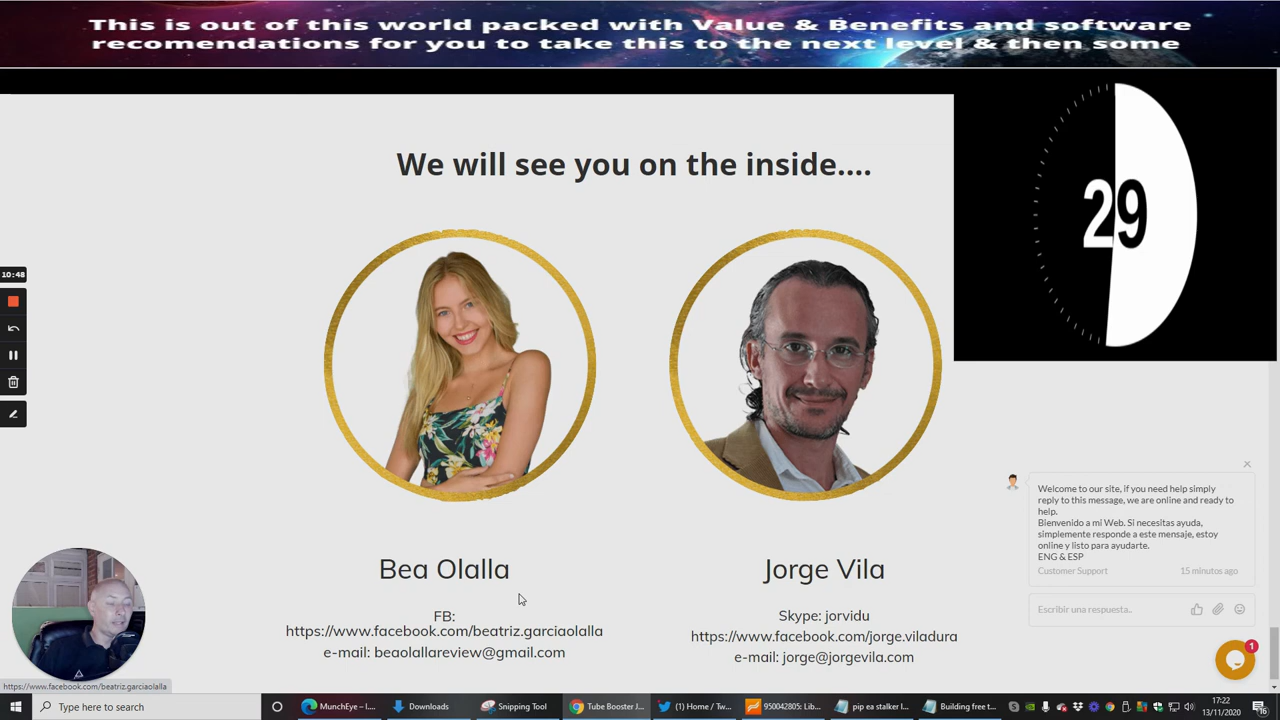 This is out of this world packed with Value & Benefits and software
recomendations for you to take this to the next level & then some
29
We will see you on the inside....
10:48
Bea Olalla
FB:
https://www.facebook.com/beatriz.garciaolalla
e-mail: beaolallareview@gmail.com
Jorge Vila
Skype: jorvidu
https://www.facebook.com/jorge.viladura
e-mail: jorge@jorgevila.com
Welcome to our site, if you need help simply
reply to this message, we are online and ready to
help.
Bienvenido a mi Web. Si necesitas ayuda,
simplemente responde a este mensaje, estoy
online y listo para ayudarte.
ENG & ESP
Customer Support 15 minutos ago
Escribir una respuesta..
1
https://www.facebook.com/beatriz.garciaolalla
Type here to search
MunchEye – l...
Downloads
Snipping Tool
Tube Booster J...
(1) Home / Tw...
950042805: Lib...
pip ea stalker l...
Building free t...
17:22
13/11/2020
16